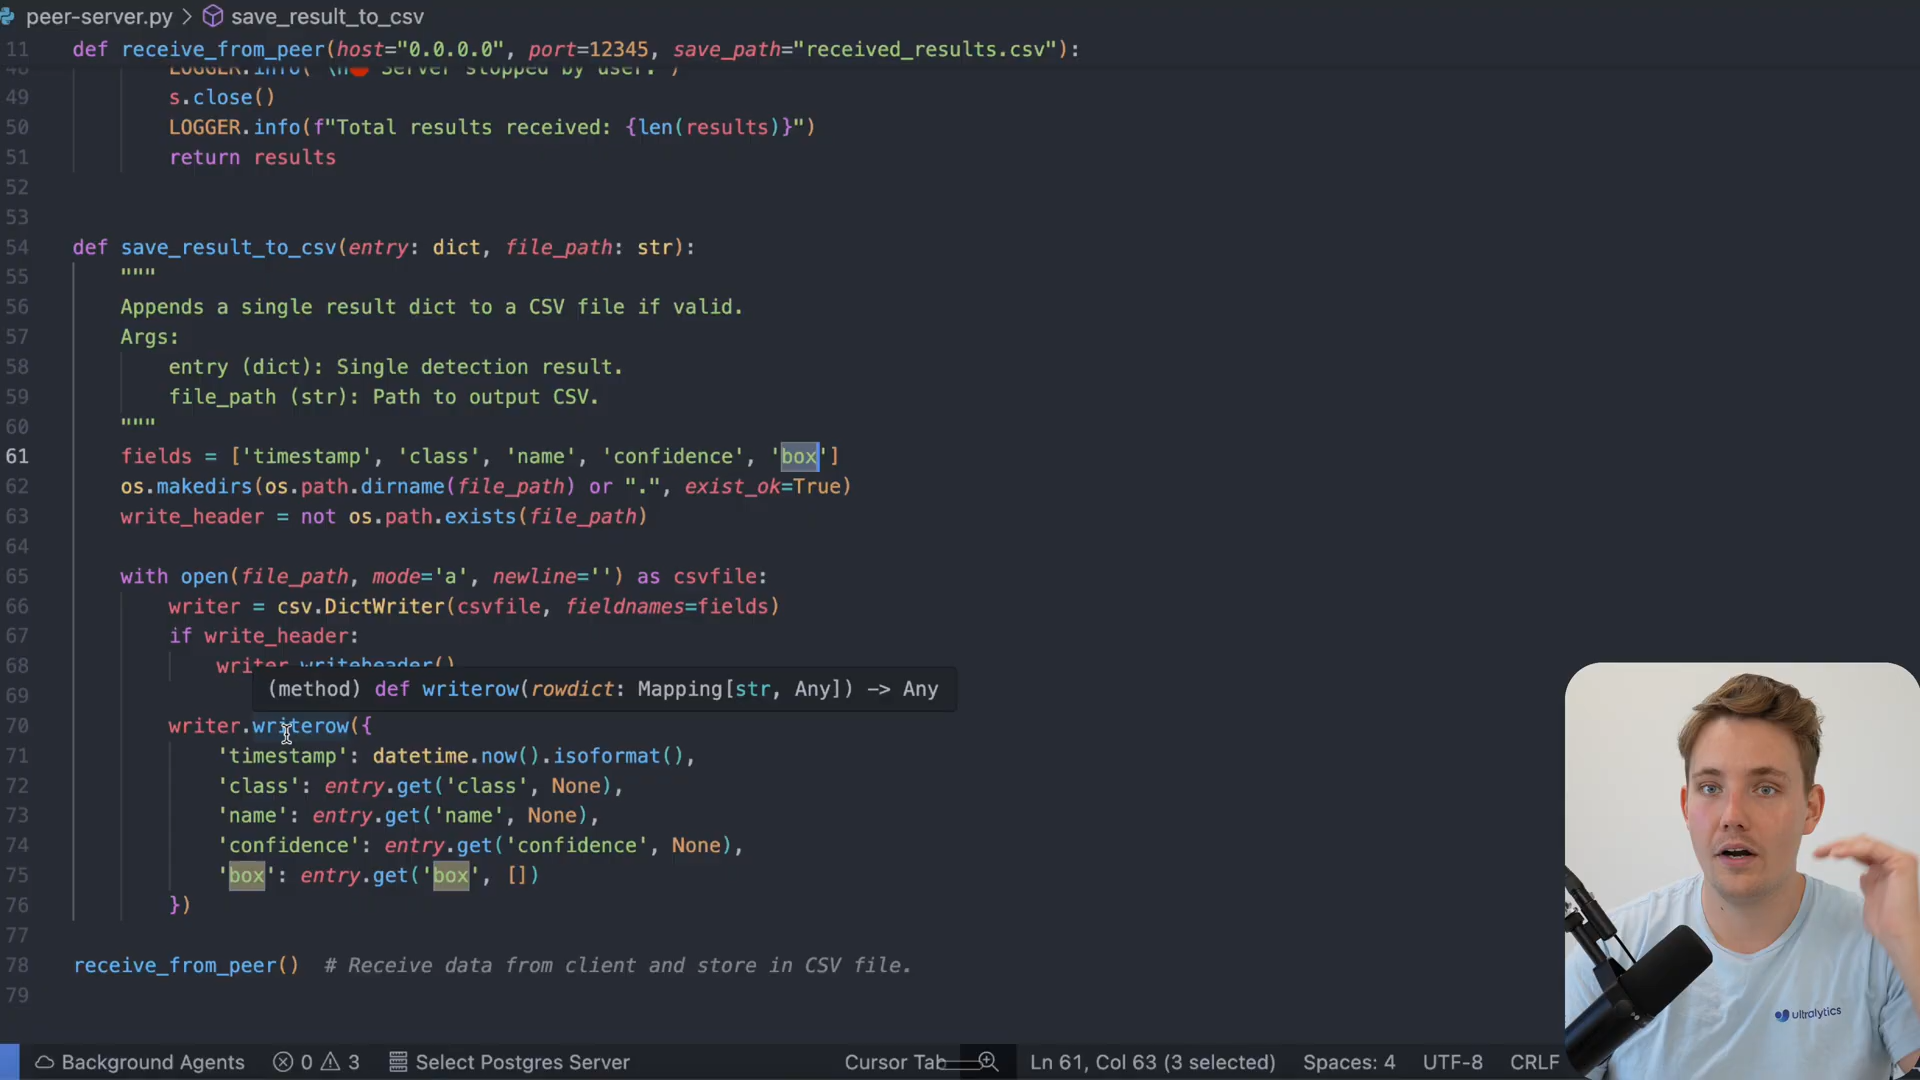 peer-server.py > save_result_to_csv
11 def receive_from_peer(host="0.0.0.0", port=12345, save_path="received_results.csv"):
LOGGER.info("\n🛑 Server stopped by user.")
49 s.close()
50 LOGGER.info(f"Total results received: {len(results)}")
51 return results
52
53
54 def save_result_to_csv(entry: dict, file_path: str):
55 """
56 Appends a single result dict to a CSV file if valid.
57 Args:
58 entry (dict): Single detection result.
59 file_path (str): Path to output CSV.
60 """
61 fields = ['timestamp', 'class', 'name', 'confidence', 'box']
62 os.makedirs(os.path.dirname(file_path) or ".", exist_ok=True)
63 write_header = not os.path.exists(file_path)
64
65 with open(file_path, mode='a', newline='') as csvfile:
66 writer = csv.DictWriter(csvfile, fieldnames=fields)
67 if write_header:
68 writer.writeheader()
(method) def writerow(rowdict: Mapping[str, Any]) -> Any
69
70 writer.writerow({
71 'timestamp': datetime.now().isoformat(),
72 'class': entry.get('class', None),
73 'name': entry.get('name', None),
74 'confidence': entry.get('confidence', None),
75 'box': entry.get('box', [])
76 })
77
78 receive_from_peer() # Receive data from client and store in CSV file.
79
ultralytics
Background Agents 0 3 Select Postgres Server Cursor Tab Ln 61, Col 63 (3 selected) Spaces: 4 UTF-8 CRLF